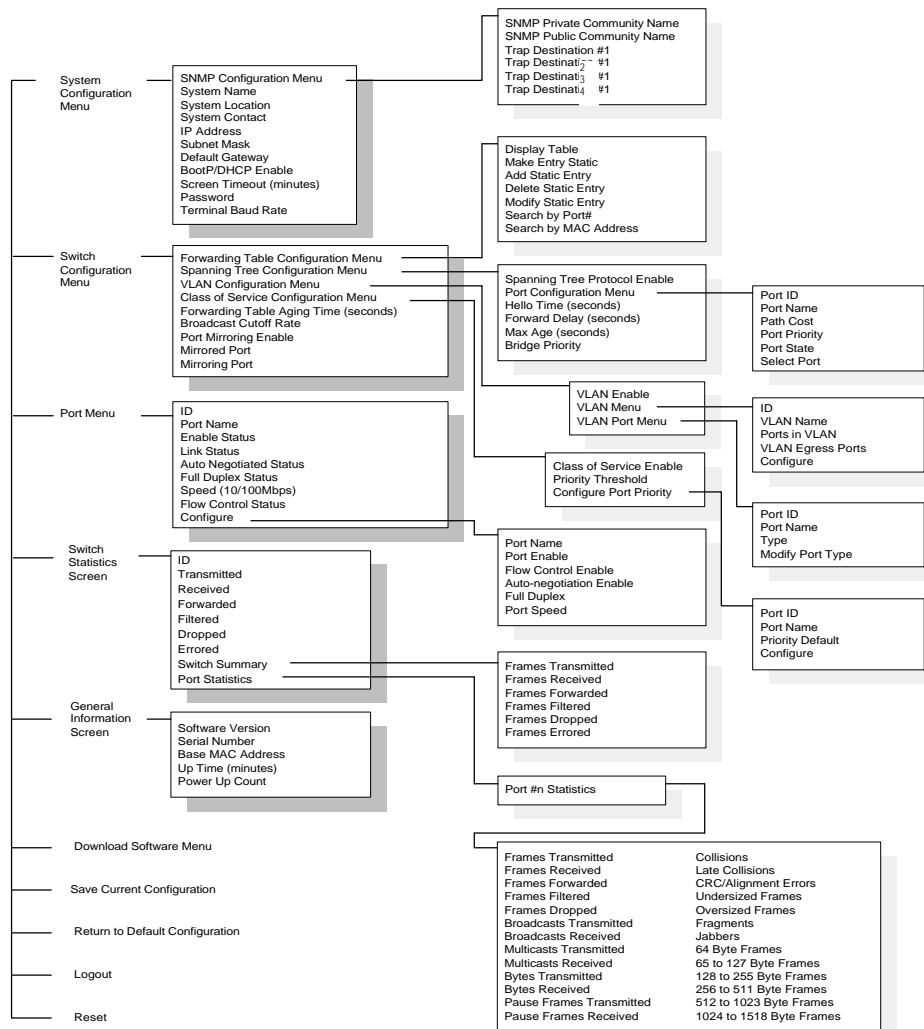 SNMP Private Community Name
SNMP Public Community Name
Trap Destination #1
Trap Destinati #1
2
Trap Destinati #1
3
Trap Destinati #1
4
System
Configuration
Menu
SNMP Configuration Menu
System Name
System Location
System Contact
IP Address
Subnet Mask
Default Gateway
BootP/DHCP Enable
Screen Timeout (minutes)
Password
Terminal Baud Rate
Display Table
Make Entry Static
Add Static Entry
Delete Static Entry
Modify Static Entry
Search by Port#
Search by MAC Address
Switch
Configuration
Menu
Forwarding Table Configuration Menu
Spanning Tree Configuration Menu
VLAN Configuration Menu
Class of Service Configuration Menu
Forwarding Table Aging Time (seconds)
Broadcast Cutoff Rate
Port Mirroring Enable
Mirrored Port
Mirroring Port
Spanning Tree Protocol Enable
Port Configuration Menu
Hello Time (seconds)
Forward Delay (seconds)
Max Age (seconds)
Bridge Priority
Port ID
Port Name
Path Cost
Port Priority
Port State
Select Port
VLAN Enable
VLAN Menu
VLAN Port Menu
ID
VLAN Name
Ports in VLAN
VLAN Egress Ports
Configure
Port Menu
ID
Port Name
Enable Status
Link Status
Auto Negotiated Status
Full Duplex Status
Speed (10/100Mbps)
Flow Control Status
Configure
Class of Service Enable
Priority Threshold
Configure Port Priority
Port ID
Port Name
Type
Modify Port Type
Port Name
Port Enable
Flow Control Enable
Auto-negotiation Enable
Full Duplex
Port Speed
Port ID
Port Name
Priority Default
Configure
Switch
Statistics
Screen
ID
Transmitted
Received
Forwarded
Filtered
Dropped
Errored
Switch Summary
Port Statistics
Frames Transmitted
Frames Received
Frames Forwarded
Frames Filtered
Frames Dropped
Frames Errored
General
Information
Screen
Software Version
Serial Number
Base MAC Address
Up Time (minutes)
Power Up Count
Port #n Statistics
Download Software Menu
Save Current Configuration
Return to Default Configuration
Logout
Reset
Frames Transmitted
Frames Received
Frames Forwarded
Frames Filtered
Frames Dropped
Broadcasts Transmitted
Broadcasts Received
Multicasts Transmitted
Multicasts Received
Bytes Transmitted
Bytes Received
Pause Frames Transmitted
Pause Frames Received
Collisions
Late Collisions
CRC/Alignment Errors
Undersized Frames
Oversized Frames
Fragments
Jabbers
64 Byte Frames
65 to 127 Byte Frames
128 to 255 Byte Frames
256 to 511 Byte Frames
512 to 1023 Byte Frames
1024 to 1518 Byte Frames